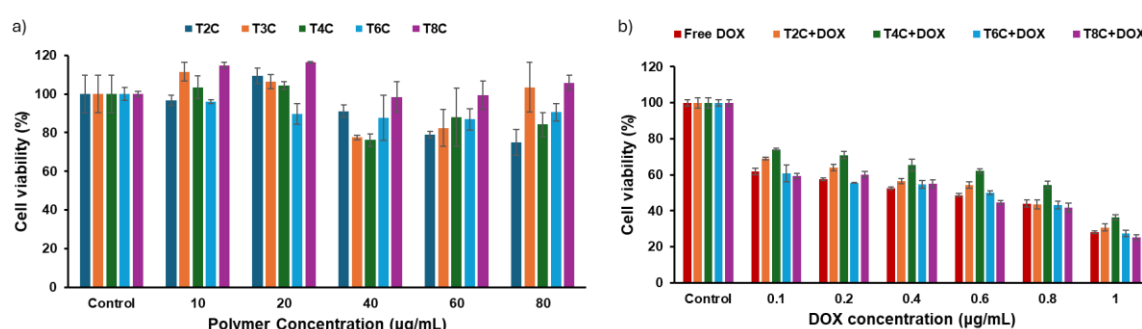 a)
T2C T3C T4C T6C T8C
Cell viability (%)
120
100
80
60
40
20
0
Control 10 20 40 60 80
Polymer Concentration (µg/mL)
b)
Free DOX T2C+DOX T4C+DOX T6C+DOX T8C+DOX
Cell viability (%)
120
100
80
60
40
20
0
Control 0.1 0.2 0.4 0.6 0.8 1
DOX concentration (µg/mL)